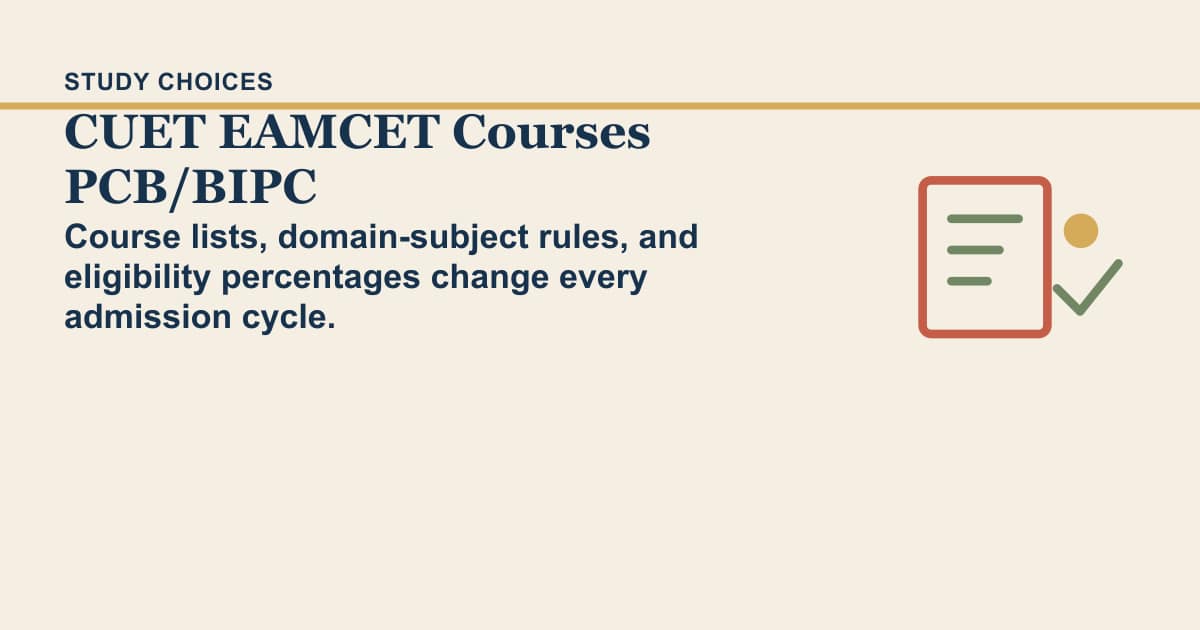 STUDY CHOICES
CUET EAMCET Courses
PCB/BIPC
Course lists, domain-subject rules, and
eligibility percentages change every
admission cycle.